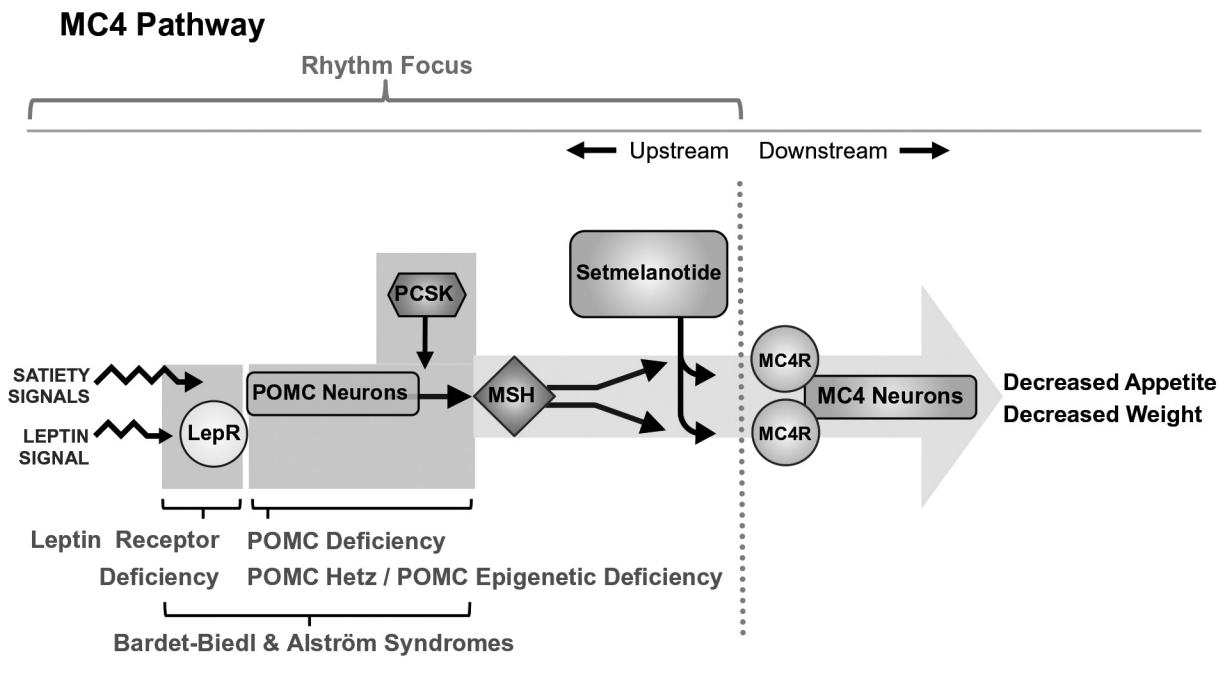 MC4 Pathway
Rhythm Focus
Upstream
Downstream
Setmelanotide
PCSK
SATIETY
SIGNALS
POMC Neurons
LEPTIN
SIGNAL
LepR
MSH
MC4R
MC4 Neurons
MC4R
Decreased Appetite
Decreased Weight
Leptin Receptor
Deficiency
POMC Deficiency
POMC Hetz / POMC Epigenetic Deficiency
Bardet-Biedl & Alström Syndromes